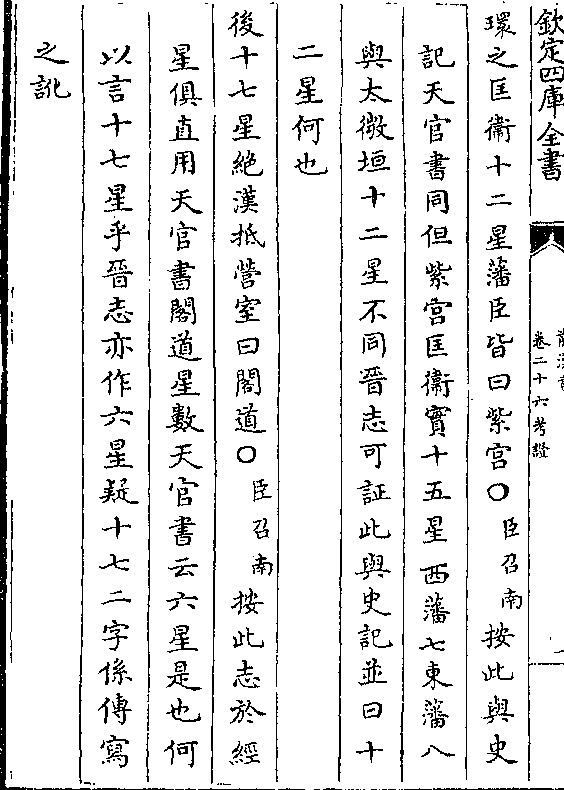 欽定四庫全書
前漢書
卷二十六考證
環之匡衞十二星藩臣皆曰紫宫○臣召南按此與史
記天官書同但紫宫匡衞實十五星西藩七東藩八
與太微垣十二星不同晉志可証此與史記並曰十
二星何也
後十七星絶漢抵營室曰閣道○臣召南按此志於經
星俱直用天官書閣道星數天官書云六星是也何
以言十七星乎晉志亦作六星疑十七二字係傳寫
之訛